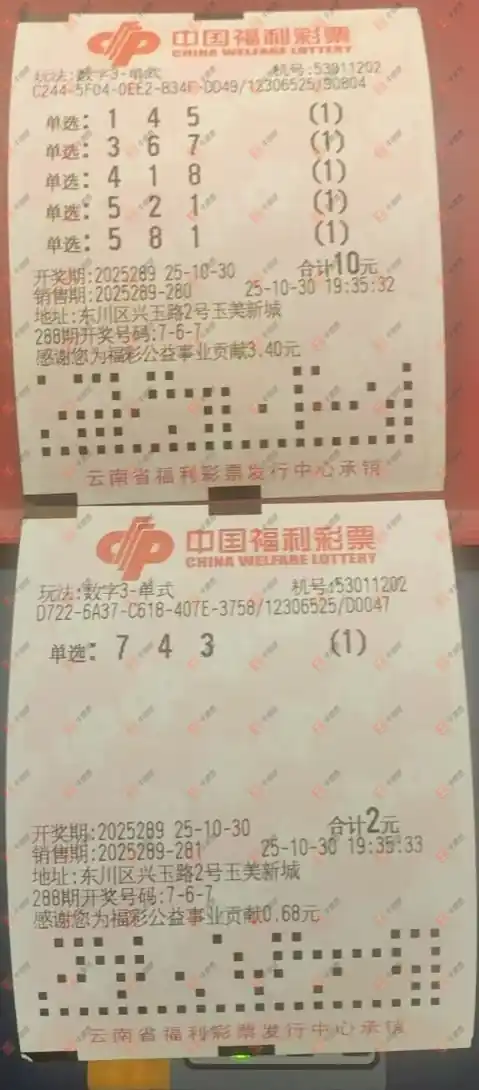 中国福利彩票
CHINA WELFARE LOTTERY
玩法:数字3-单式 机号:53011202
C244-5F04-0EE2-B34F-DD49/12306525/90804
单选: 1 4 5 (1)
单选: 3 6 7 (1)
单选: 4 1 8 (1)
单选: 5 2 1 (1)
单选: 5 8 1 (1)
开奖期:2025289 25-10-30 合计10元
销售期:2025289-280 25-10-30 19:35:32
地址:东川区兴玉路2号玉美新城
288期开奖号码:7-6-7
感谢您为福彩公益事业贡献3.40元
云南省福利彩票发行中心承销
中国福利彩票
CHINA WELFARE LOTTERY
玩法:数字3-单式 机号:53011202
D722-6A37-C618-407E-3758/12306525/D0047
单选: 7 4 3 (1)
开奖期:2025289 25-10-30 合计2元
销售期:2025289-281 25-10-30 19:35:33
地址:东川区兴玉路2号玉美新城
288期开奖号码:7-6-7
感谢您为福彩公益事业贡献0.68元
云南省福利彩票发行中心承销